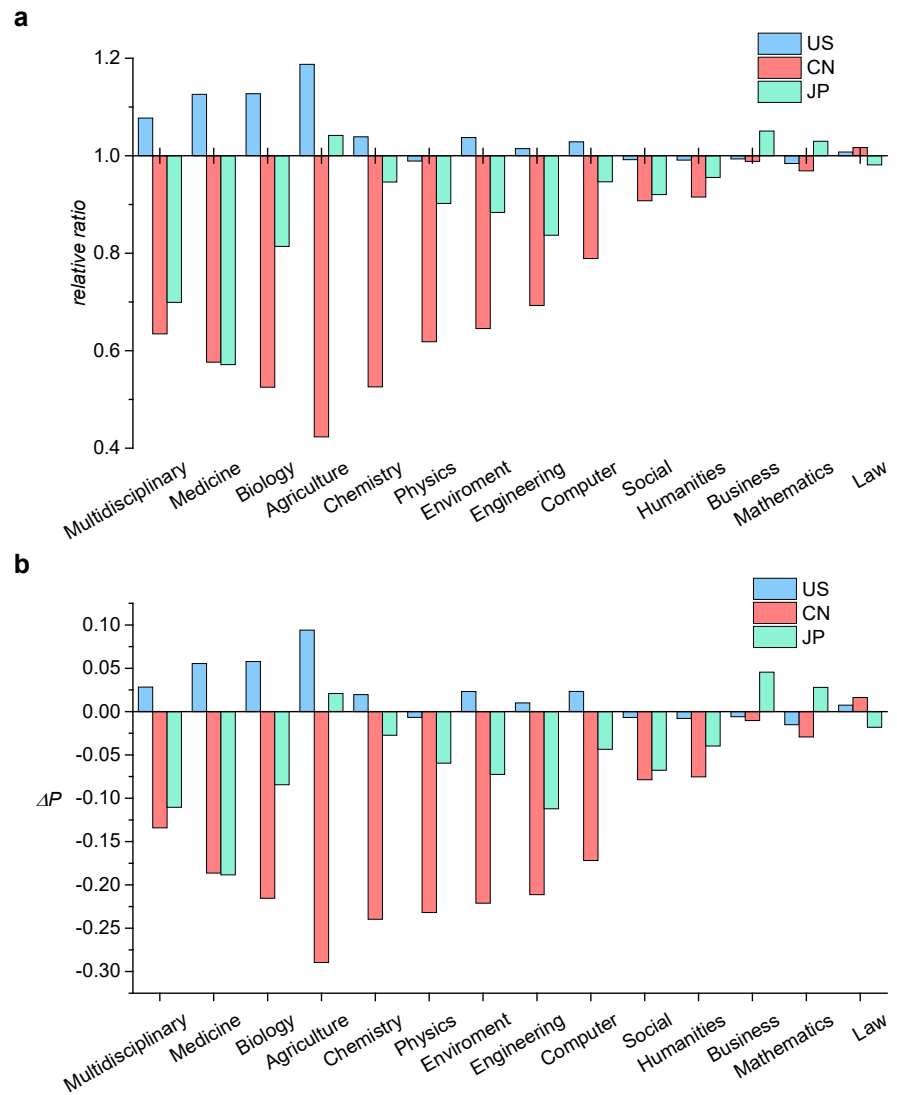 a
US
CN
JP
1.2
1.0
0.8
0.6
0.4
relative ratio
Multidisciplinary
Medicine
Biology
Agriculture
Chemistry
Physics
Enviroment
Engineering
Computer
Social
Humanities
Business
Mathematics
Law
b
US
CN
JP
0.10
0.05
0.00
-0.05
-0.10
-0.15
-0.20
-0.25
-0.30
ΔP
Multidisciplinary
Medicine
Biology
Agriculture
Chemistry
Physics
Enviroment
Engineering
Computer
Social
Humanities
Business
Mathematics
Law